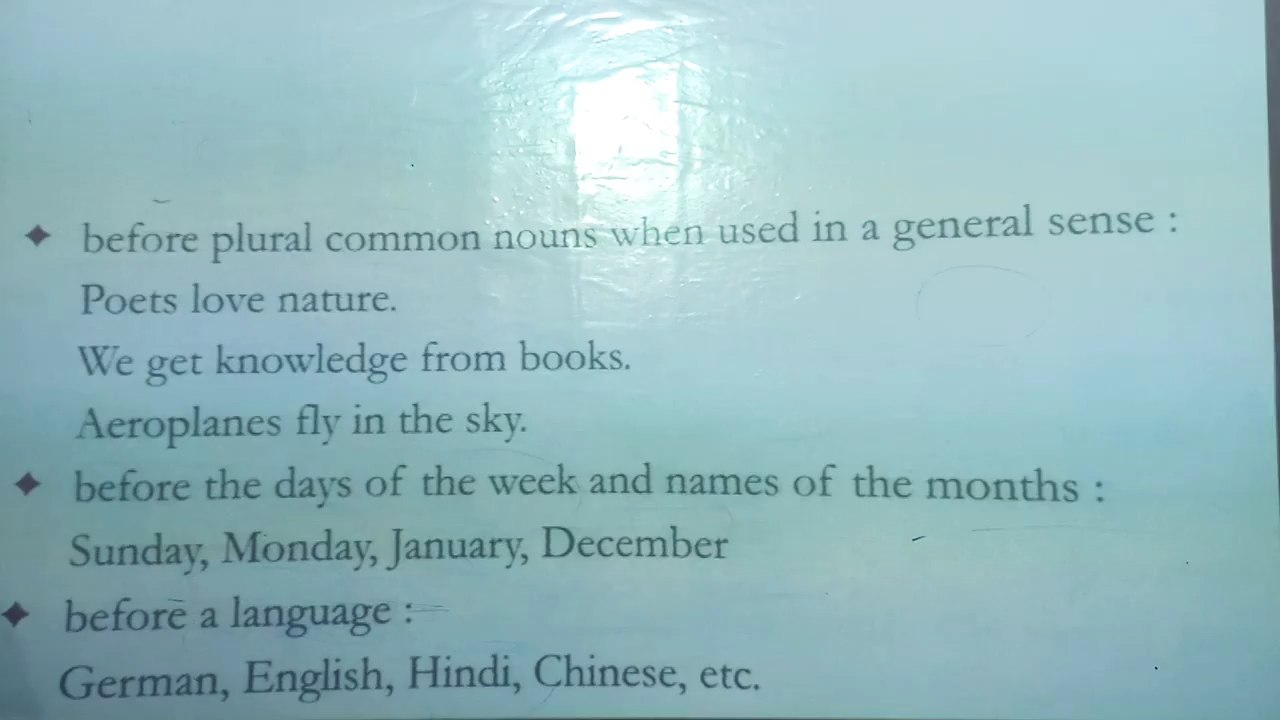 ✦ before plural common nouns when used in a general sense :
Poets love nature.
We get knowledge from books.
Aeroplanes fly in the sky.
✦ before the days of the week and names of the months :
Sunday, Monday, January, December
✦ before a language :
German, English, Hindi, Chinese, etc.